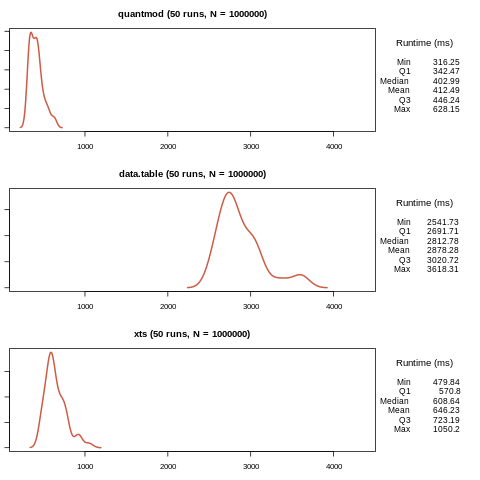 quantmod (50 runs, N = 1000000)
Runtime (ms)
Min 316.25
Q1 342.47
Median 402.99
Mean 412.49
Q3 446.24
Max 628.15
1000 2000 3000 4000
data.table (50 runs, N = 1000000)
Runtime (ms)
Min 2541.73
Q1 2691.71
Median 2812.78
Mean 2878.28
Q3 3020.72
Max 3618.31
1000 2000 3000 4000
xts (50 runs, N = 1000000)
Runtime (ms)
Min 479.84
Q1 570.8
Median 608.64
Mean 646.23
Q3 723.19
Max 1050.2
1000 2000 3000 4000